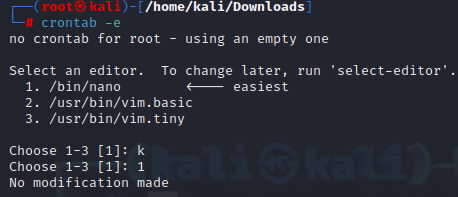 ┌──(root㉿kali)-[/home/kali/Downloads]
└─# crontab -e
no crontab for root - using an empty one
Select an editor.  To change later, run 'select-editor'.
  1. /bin/nano        <---- easiest
  2. /usr/bin/vim.basic
  3. /usr/bin/vim.tiny
Choose 1-3 [1]: k
Choose 1-3 [1]: 1
No modification made
(kali㉿kali)-